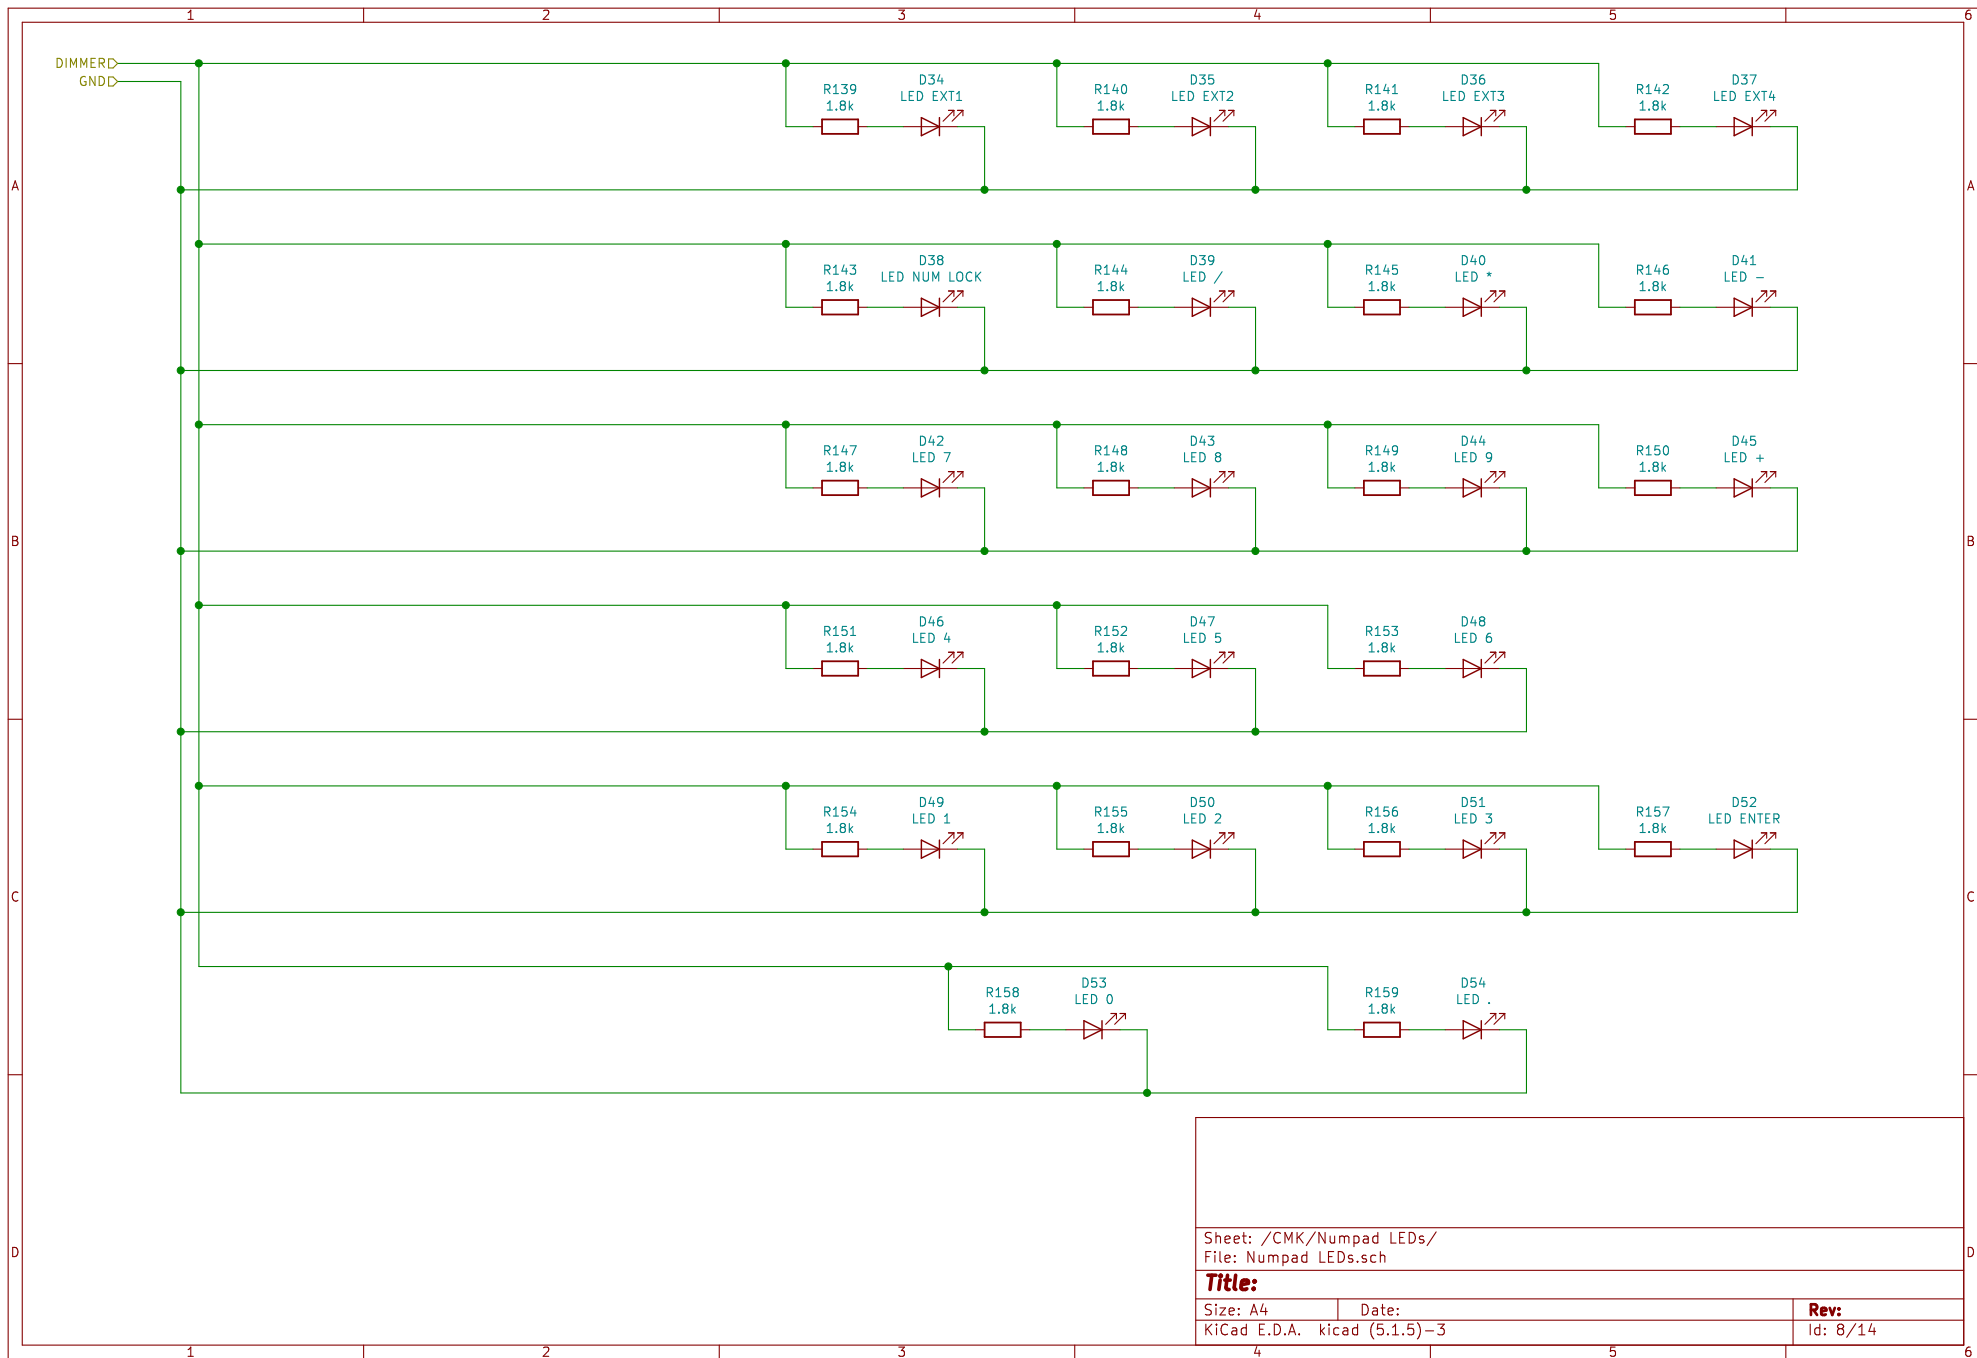 1 2 3 4 5 6
DIMMER
GND
D34 D35 D36 D37
R139 LED EXT1 R140 LED EXT2 R141 LED EXT3 R142 LED EXT4
1.8k 1.8k 1.8k 1.8k
A A
D38 D39 D40 D41
R143 LED NUM LOCK R144 LED / R145 LED * R146 LED -
1.8k 1.8k 1.8k 1.8k
D42 D43 D44 D45
R147 LED 7 R148 LED 8 R149 LED 9 R150 LED +
1.8k 1.8k 1.8k 1.8k
B B
D46 D47 D48
R151 LED 4 R152 LED 5 R153 LED 6
1.8k 1.8k 1.8k
D49 D50 D51 D52
R154 LED 1 R155 LED 2 R156 LED 3 R157 LED ENTER
1.8k 1.8k 1.8k 1.8k
C C
D53 D54
R158 LED 0 R159 LED .
1.8k 1.8k
Sheet: /CMK/Numpad LEDs/
D D
File: Numpad LEDs.sch
Title:
Size: A4 Date: Rev:
KiCad E.D.A. kicad (5.1.5)-3 Id: 8/14
1 2 3 4 5 6